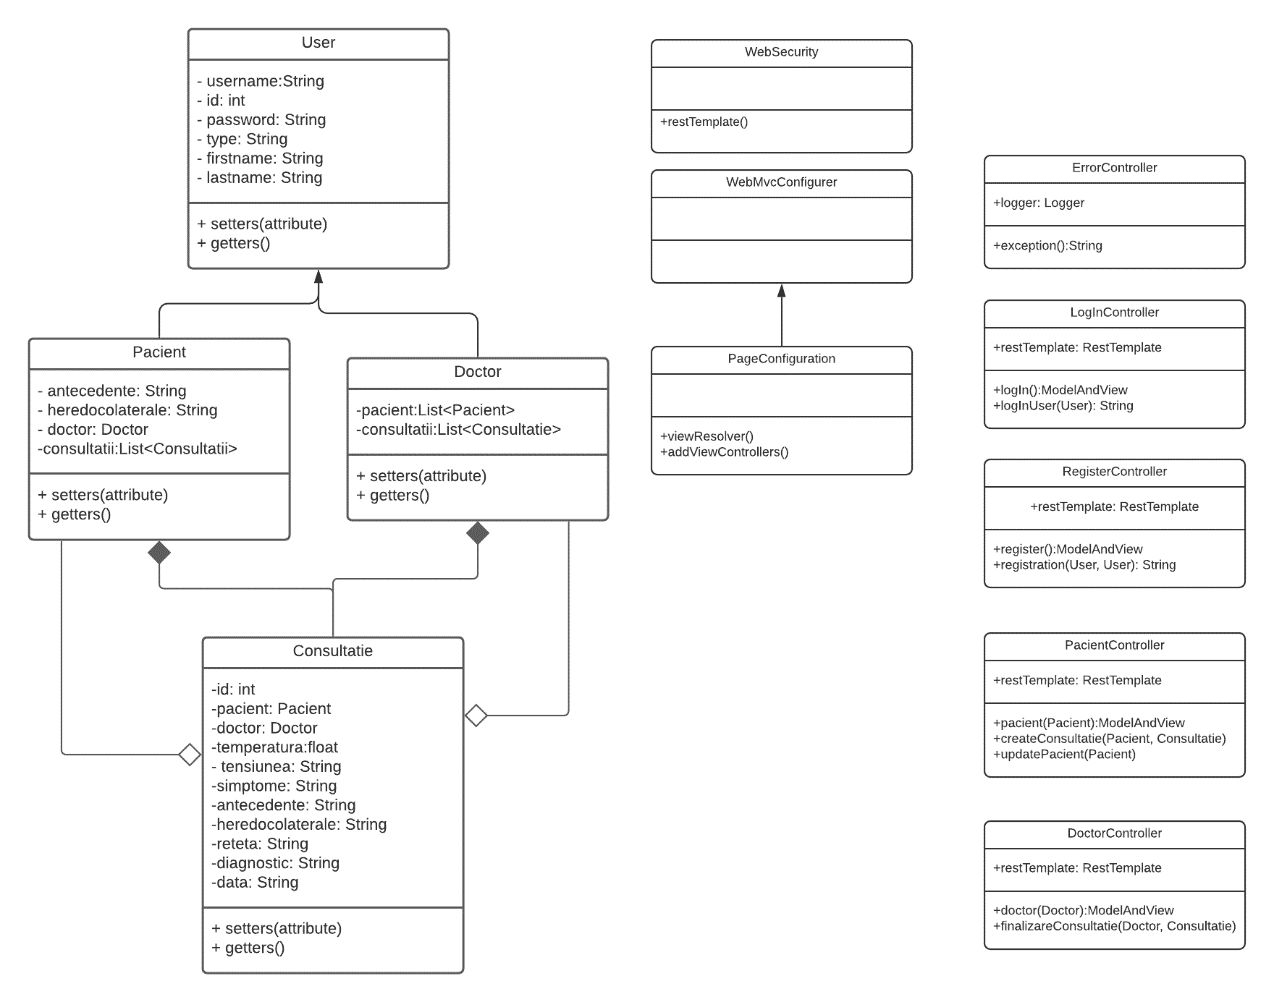 User
- username:String
- id: int
- password: String
- type: String
- firstname: String
- lastname: String
+ setters(attribute)
+ getters()
Pacient
- antecedente: String
- heredocolaterale: String
- doctor: Doctor
-consultatii:List<Consultatii>
+ setters(attribute)
+ getters()
Doctor
-pacient:List<Pacient>
-consultatii:List<Consultatie>
+ setters(attribute)
+ getters()
Consultatie
-id: int
-pacient: Pacient
-doctor: Doctor
-temperatura:float
- tensiunea: String
-simptome: String
-antecedente: String
-heredocolaterale: String
-reteta: String
-diagnostic: String
-data: String
+ setters(attribute)
+ getters()
WebSecurity
+restTemplate()
WebMvcConfigurer
PageConfiguration
+viewResolver()
+addViewControllers()
ErrorController
+logger: Logger
+exception():String
LogInController
+restTemplate: RestTemplate
+logIn():ModelAndView
+logInUser(User): String
RegisterController
+restTemplate: RestTemplate
+register():ModelAndView
+registration(User, User): String
PacientController
+restTemplate: RestTemplate
+pacient(Pacient):ModelAndView
+createConsultatie(Pacient, Consultatie)
+updatePacient(Pacient)
DoctorController
+restTemplate: RestTemplate
+doctor(Doctor):ModelAndView
+finalizareConsultatie(Doctor, Consultatie)